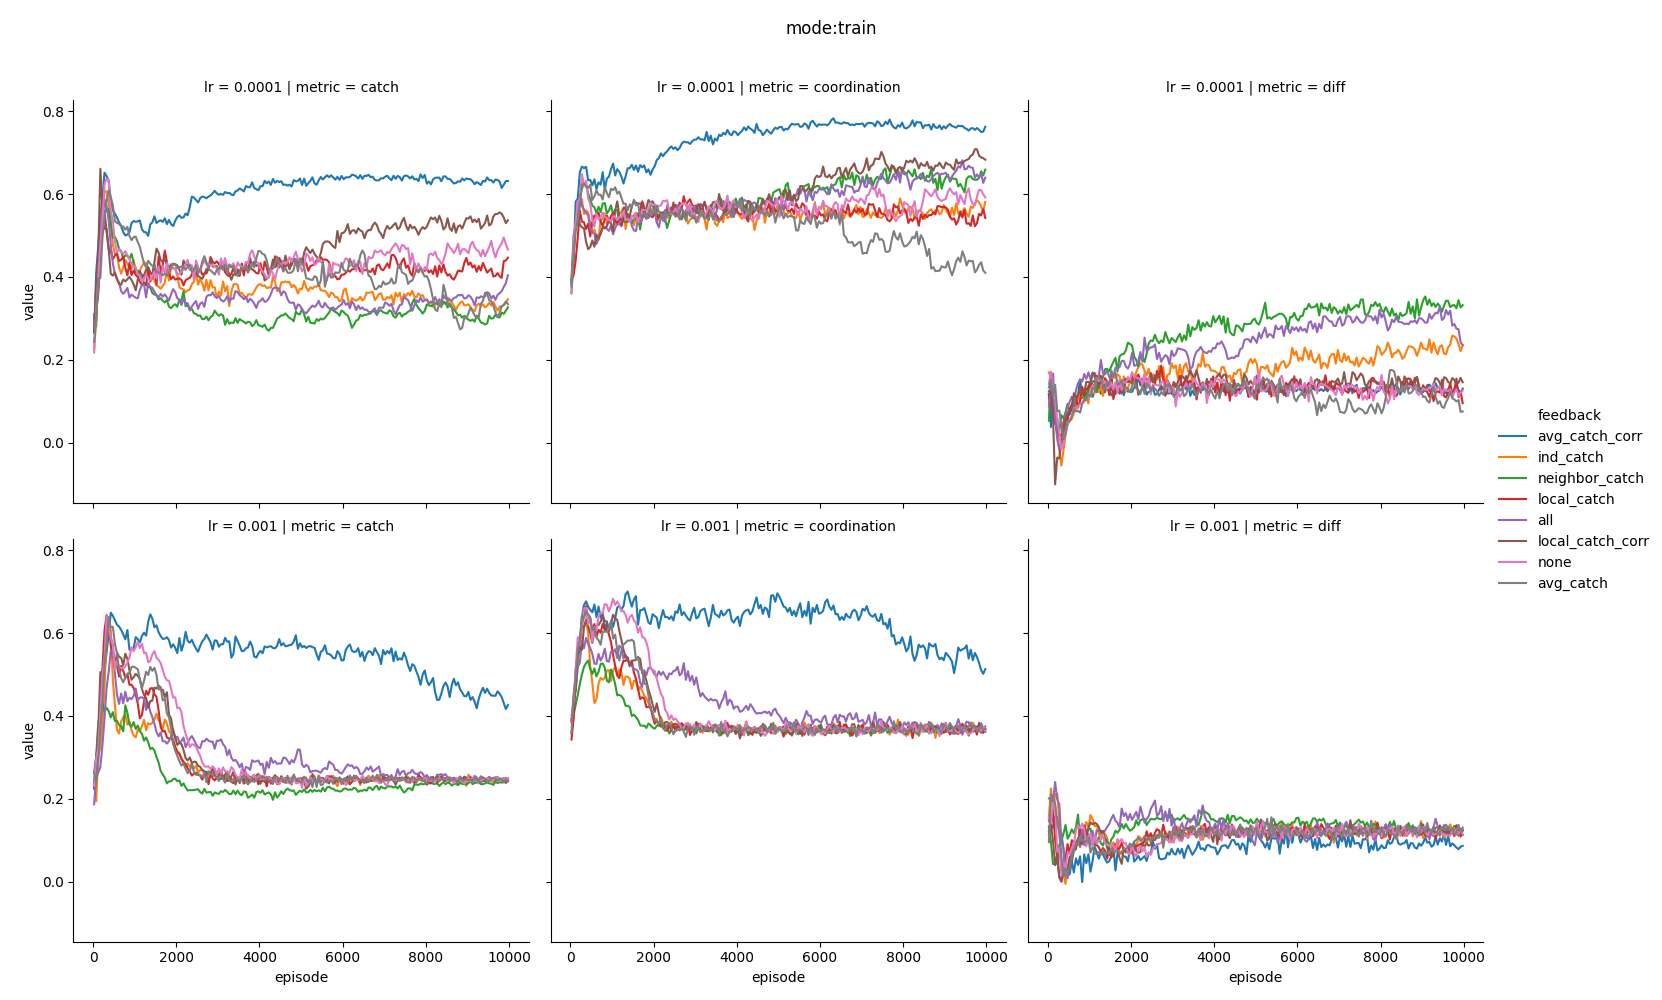 mode:train
lr = 0.0001 | metric = catch
lr = 0.0001 | metric = coordination
lr = 0.0001 | metric = diff
0.8
0.6
0.4
0.2
0.0
value
lr = 0.001 | metric = catch
lr = 0.001 | metric = coordination
lr = 0.001 | metric = diff
0.8
0.6
0.4
0.2
0.0
value
0 2000 4000 6000 8000 10000
0 2000 4000 6000 8000 10000
0 2000 4000 6000 8000 10000
episode
episode
episode
feedback
avg_catch_corr
ind_catch
neighbor_catch
local_catch
all
local_catch_corr
none
avg_catch